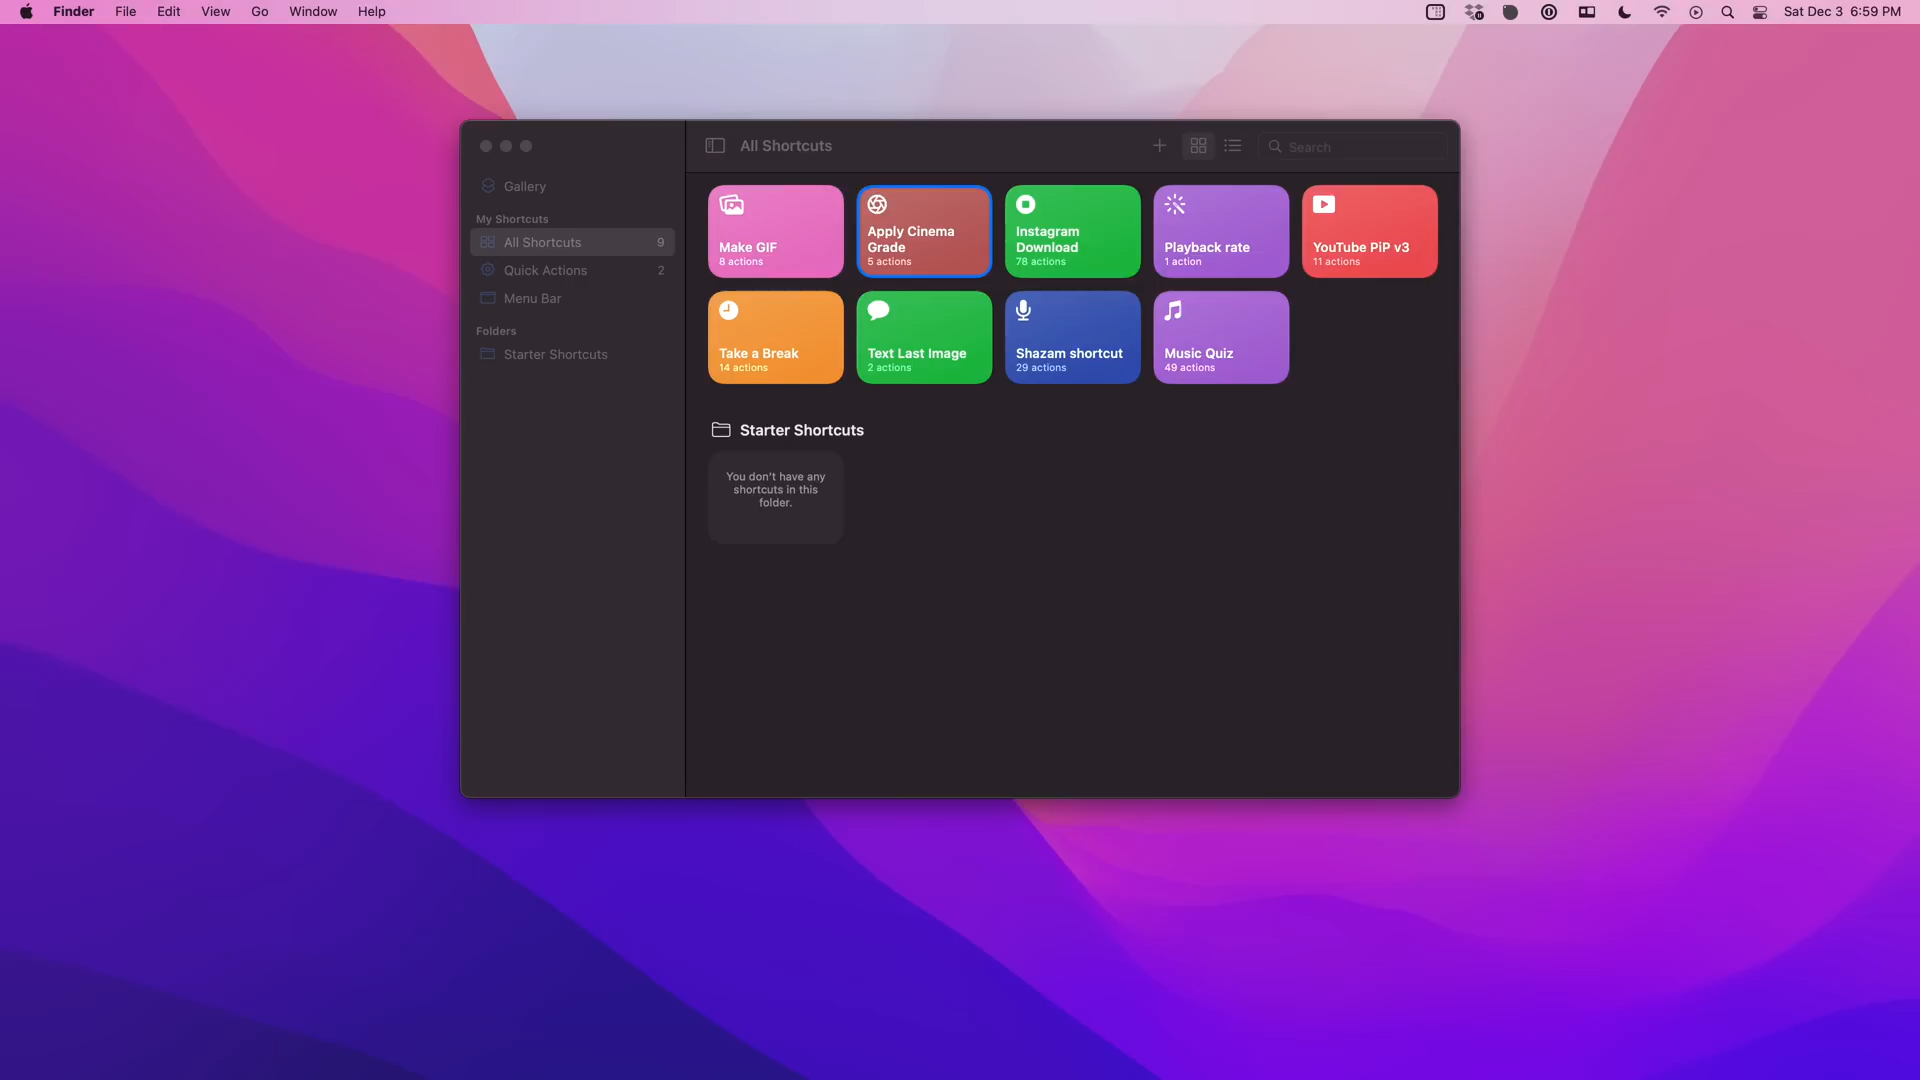 Finder File Edit View Go Window Help
Sat Dec 3 6:59 PM
All Shortcuts
Search
Gallery
My Shortcuts
All Shortcuts 9
Quick Actions 2
Menu Bar
Folders
Starter Shortcuts
Make GIF
8 actions
Apply Cinema
Grade
5 actions
Instagram
Download
78 actions
Playback rate
1 action
YouTube PiP v3
11 actions
Take a Break
14 actions
Text Last Image
2 actions
Shazam shortcut
29 actions
Music Quiz
49 actions
Starter Shortcuts
You don't have any
shortcuts in this
folder.